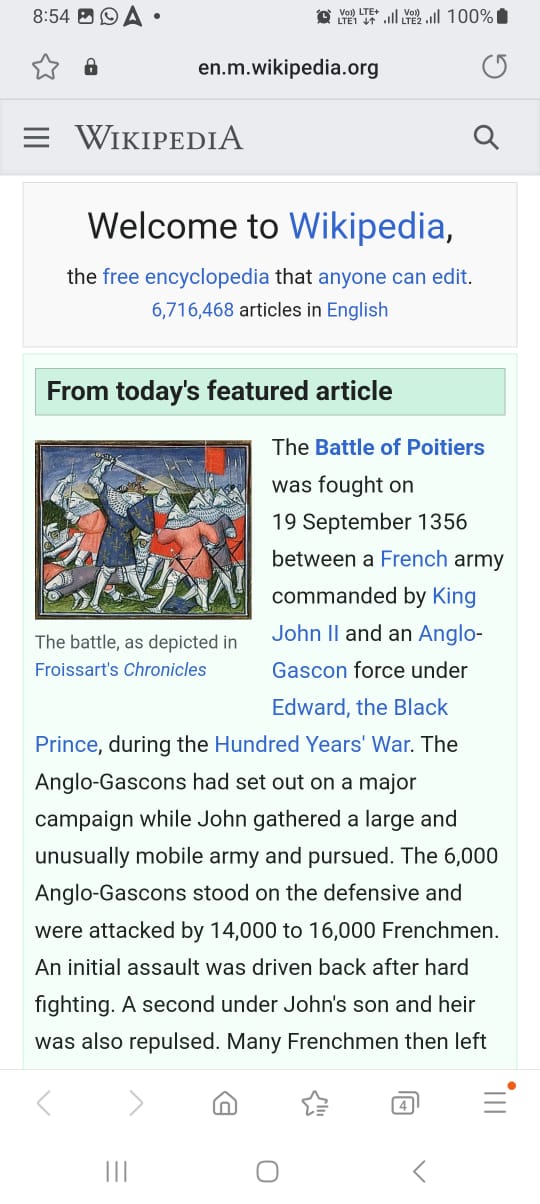 8:54
Vo)) LTE+ Vo))
LTE1 LTE2 100%
en.m.wikipedia.org
WIKIPEDIA
Welcome to Wikipedia,
the free encyclopedia that anyone can edit.
6,716,468 articles in English
From today's featured article
The Battle of Poitiers
was fought on
19 September 1356
between a French army
commanded by King
John II and an Anglo-
Gascon force under
Edward, the Black
The battle, as depicted in
Froissart's Chronicles
Prince, during the Hundred Years' War. The
Anglo-Gascons had set out on a major
campaign while John gathered a large and
unusually mobile army and pursued. The 6,000
Anglo-Gascons stood on the defensive and
were attacked by 14,000 to 16,000 Frenchmen.
An initial assault was driven back after hard
fighting. A second under John's son and heir
was also repulsed. Many Frenchmen then left
4